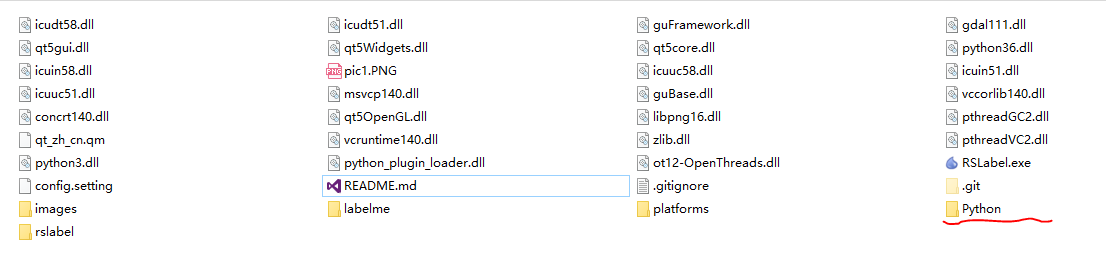 icudt58.dll icudt51.dll guFramework.dll gdal111.dll
qt5gui.dll qt5Widgets.dll qt5core.dll python36.dll
icuin58.dll pic1.PNG icuuc58.dll icuin51.dll
icuuc51.dll msvcp140.dll guBase.dll vccorlib140.dll
concrt140.dll qt5OpenGL.dll libpng16.dll pthreadGC2.dll
qt_zh_cn.qm vcruntime140.dll zlib.dll pthreadVC2.dll
python3.dll python_plugin_loader.dll ot12-OpenThreads.dll RSLabel.exe
config.setting README.md .gitignore .git
images labelme platforms Python
rslabel